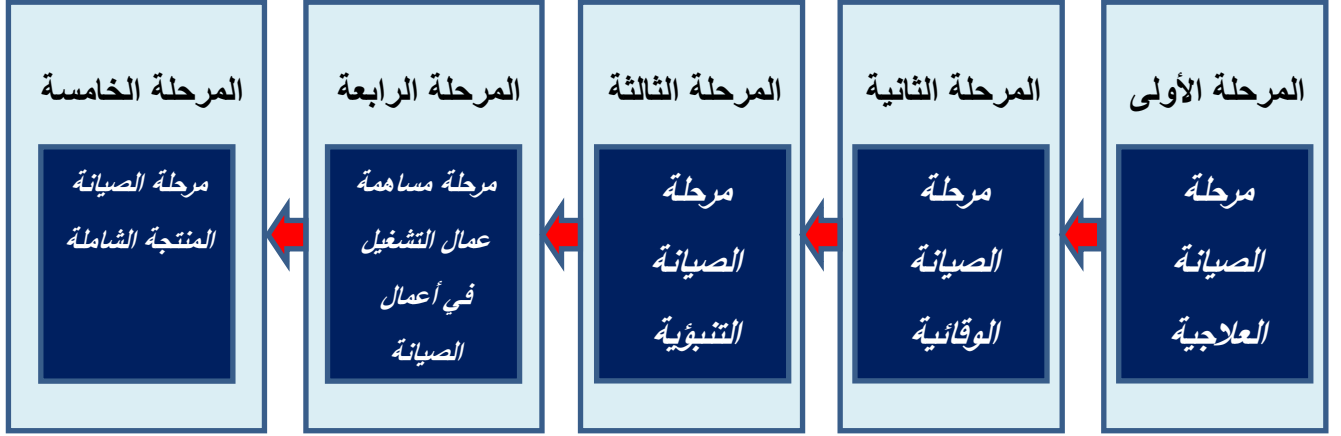 المرحلة الأولى
مرحلة
الصيانة
العلاجية
المرحلة الثانية
مرحلة
الصيانة
الوقائية
المرحلة الثالثة
مرحلة
الصيانة
التنبؤية
المرحلة الرابعة
مرحلة مساهمة
عمال التشغيل
في أعمال
الصيانة
المرحلة الخامسة
مرحلة الصيانة
المنتجة الشاملة